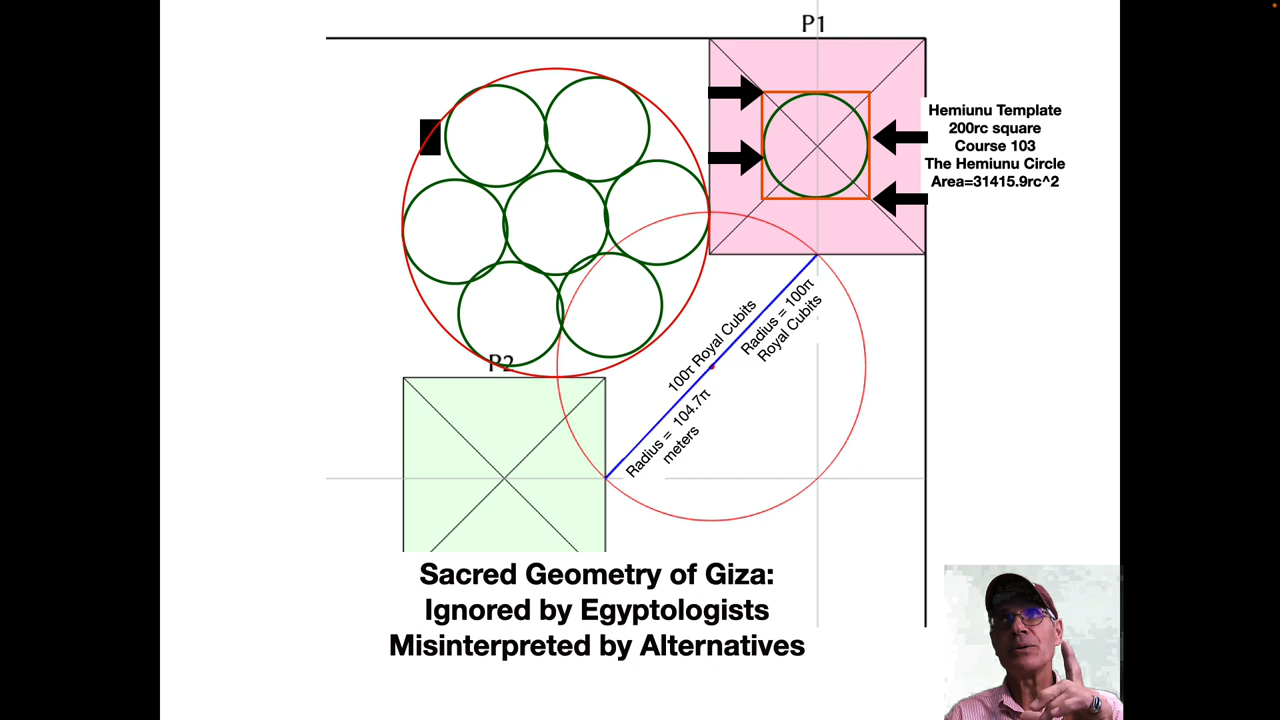 P1
Hemiunu Template
200rc square
Course 103
The Hemiunu Circle
Area=31415.9rc^2
100τ Royal Cubits
Radius = 100π
Royal Cubits
Radius = 104.7π
meters
P2
Sacred Geometry of Giza:
Ignored by Egyptologists
Misinterpreted by Alternatives